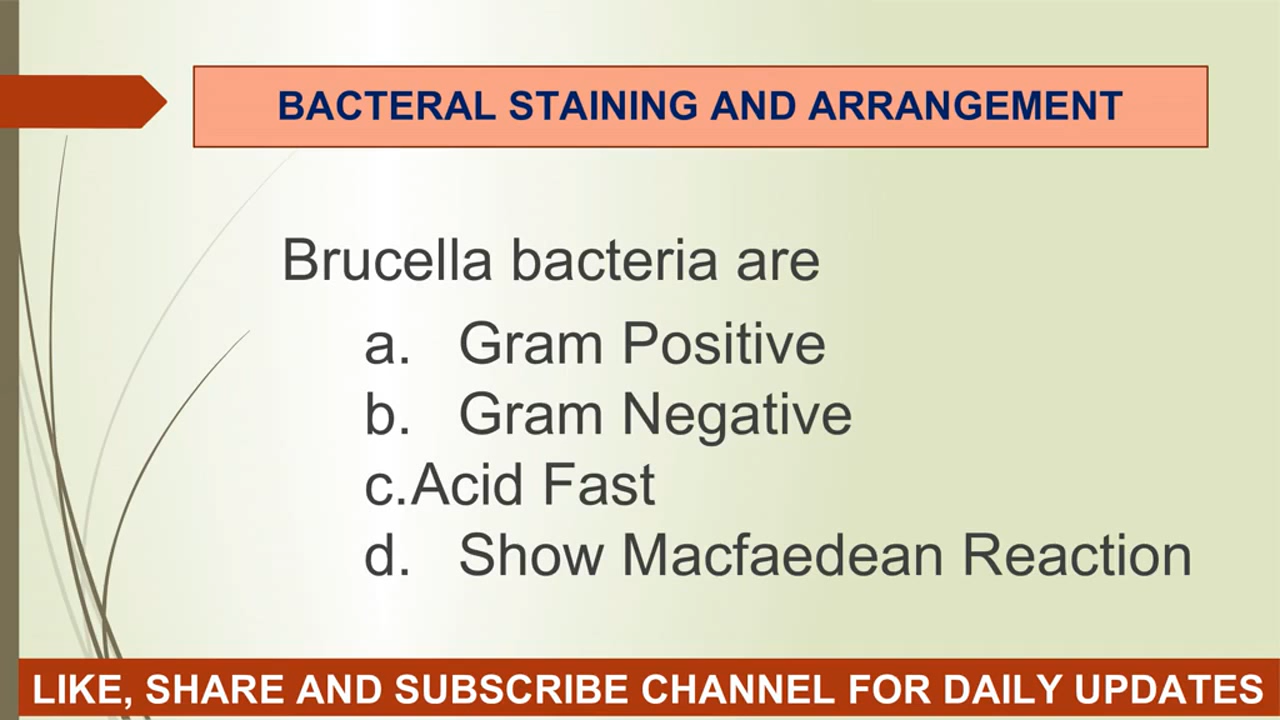 BACTERAL STAINING AND ARRANGEMENT
Brucella bacteria are
a. Gram Positive
b. Gram Negative
c.Acid Fast
d. Show Macfaedean Reaction
LIKE, SHARE AND SUBSCRIBE CHANNEL FOR DAILY UPDATES